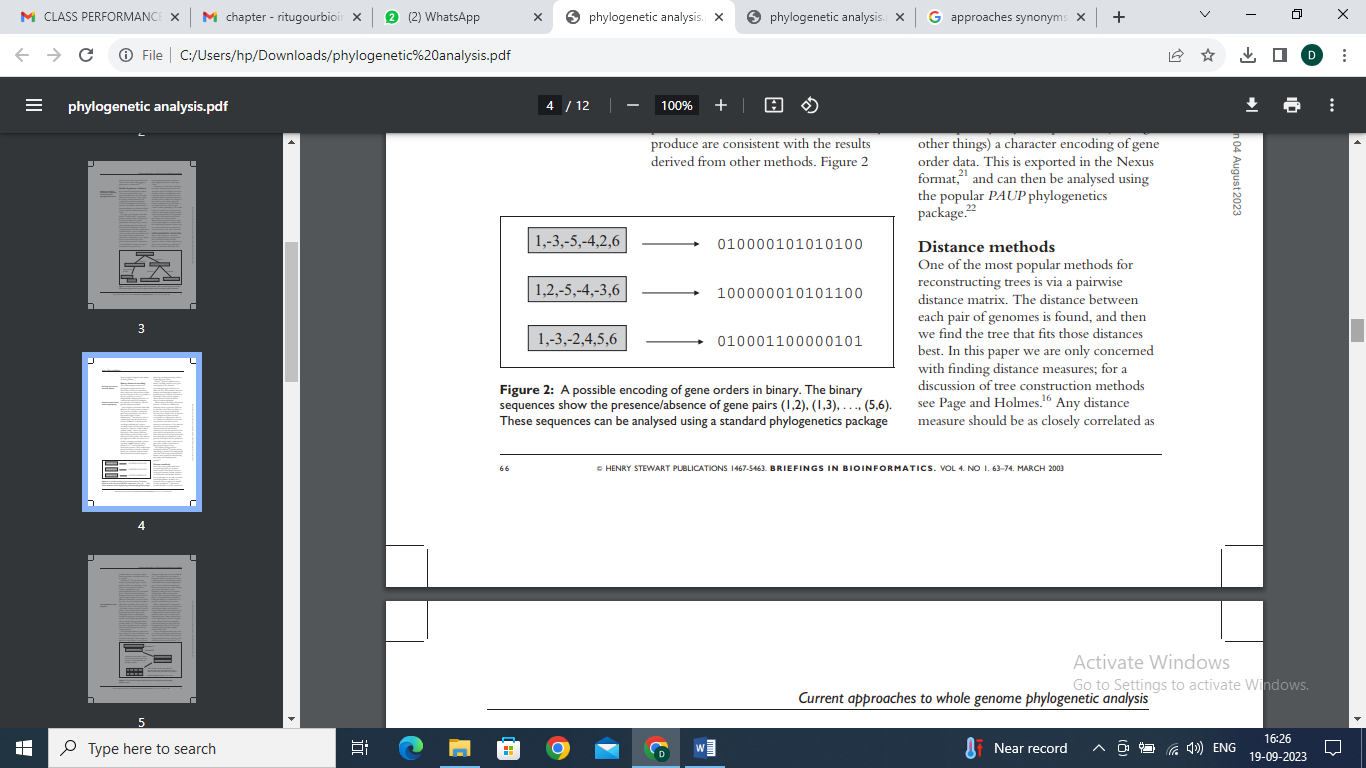 CLASS PERFORMANCE
chapter - ritugourbioir
(2) WhatsApp
phylogenetic analysis.
phylogenetic analysis.
approaches synonyms
File
C:/Users/hp/Downloads/phylogenetic%20analysis.pdf
D
phylogenetic analysis.pdf
4 / 12
100%
3
4
5
produce are consistent with the results
derived from other methods. Figure 2
1,-3,-5,-4,2,6
010000101010100
1,2,-5,-4,-3,6
100000010101100
1,-3,-2,4,5,6
010001100000101
Figure 2: A possible encoding of gene orders in binary. The binary
sequences show the presence/absence of gene pairs (1,2), (1,3), . . ., (5,6).
These sequences can be analysed using a standard phylogenetics package
other things) a character encoding of gene
order data. This is exported in the Nexus
format,21 and can then be analysed using
the popular PAUP phylogenetics
package.22
Distance methods
One of the most popular methods for
reconstructing trees is via a pairwise
distance matrix. The distance between
each pair of genomes is found, and then
we find the tree that fits those distances
best. In this paper we are only concerned
with finding distance measures; for a
discussion of tree construction methods
see Page and Holmes.16 Any distance
measure should be as closely correlated as
n 04 August 2023
66
© HENRY STEWART PUBLICATIONS 1467-5463. BRIEFINGS IN BIOINFORMATICS. VOL 4. NO 1. 63–74. MARCH 2003
Current approaches to whole genome phylogenetic analysis
Activate Windows
Go to Settings to activate Windows.
Type here to search
Near record
ENG
16:26
19-09-2023